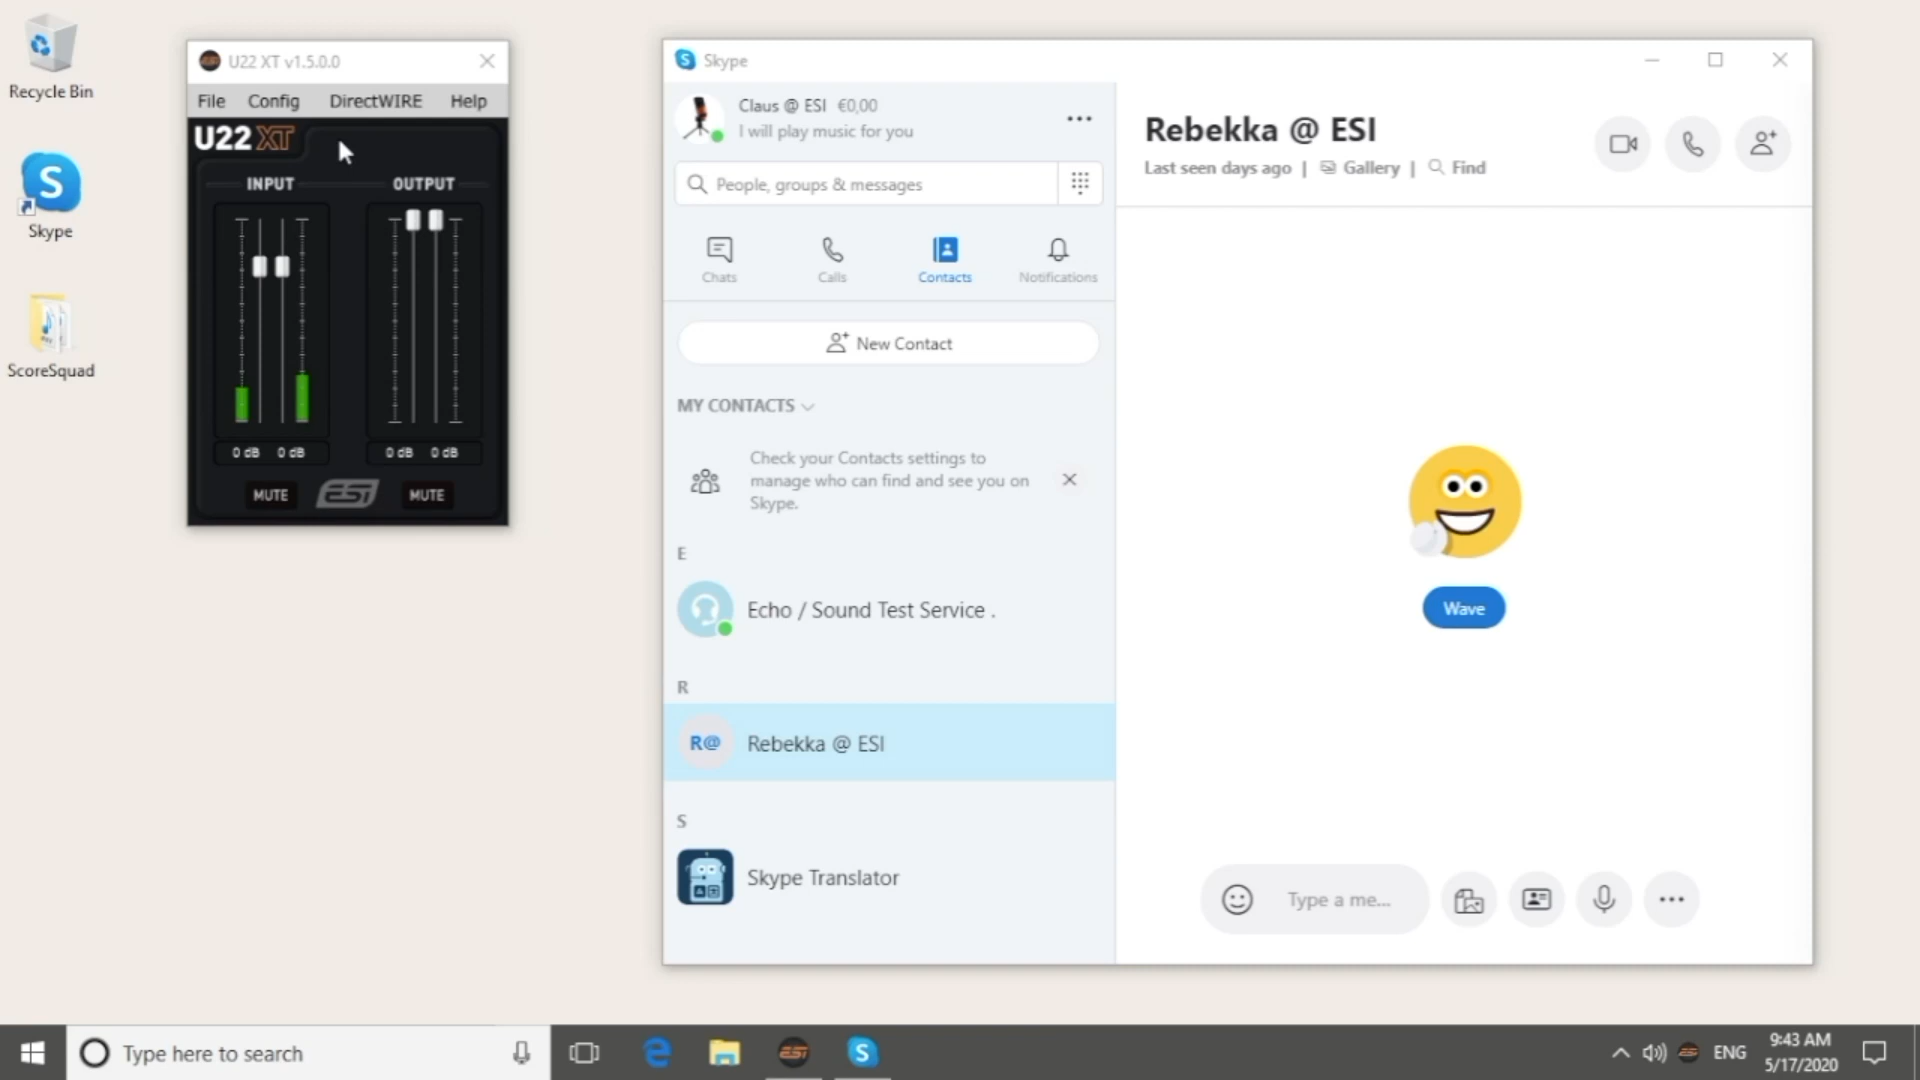 Recycle Bin
Skype
ScoreSquad
U22 XT v1.5.0.0
File Config DirectWIRE Help
U22 XT
INPUT OUTPUT
0 dB 0 dB 0 dB 0 dB
MUTE ESI MUTE
Skype
Claus @ ESI €0,00
I will play music for you
People, groups & messages
Chats Calls Contacts Notifications
New Contact
MY CONTACTS
Check your Contacts settings to
manage who can find and see you on
Skype.
E
Echo / Sound Test Service .
R
R@ Rebekka @ ESI
S
Skype Translator
Rebekka @ ESI
Last seen days ago | Gallery | Find
Wave
Type a me...
Type here to search
ESI
ENG
9:43 AM
5/17/2020